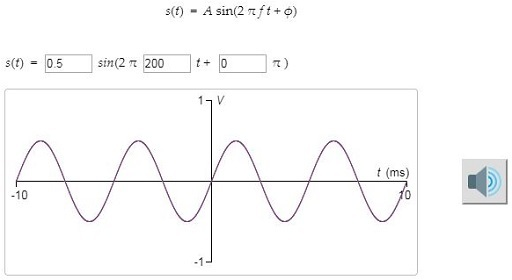 s(t) = A sin(2 π f t + ϕ)
s(t) = 0.5 sin(2 π 200 t + 0 π )
1 V
t (ms)
-10 10
-1